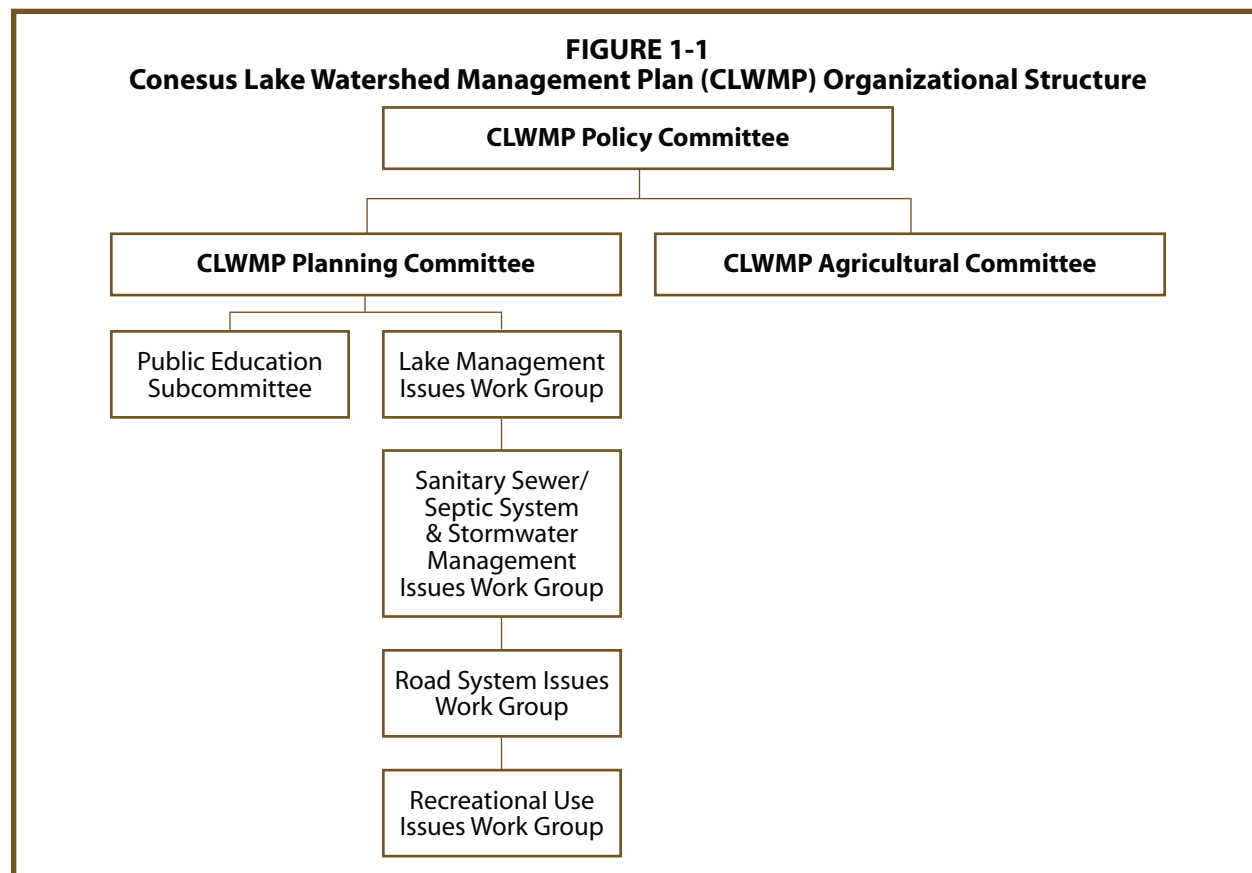 FIGURE 1-1
Conesus Lake Watershed Management Plan (CLWMP) Organizational Structure
CLWMP Policy Committee
CLWMP Planning Committee
CLWMP Agricultural Committee
Public Education
Subcommittee
Lake Management
Issues Work Group
Sanitary Sewer/
Septic System
& Stormwater
Management
Issues Work Group
Road System Issues
Work Group
Recreational Use
Issues Work Group